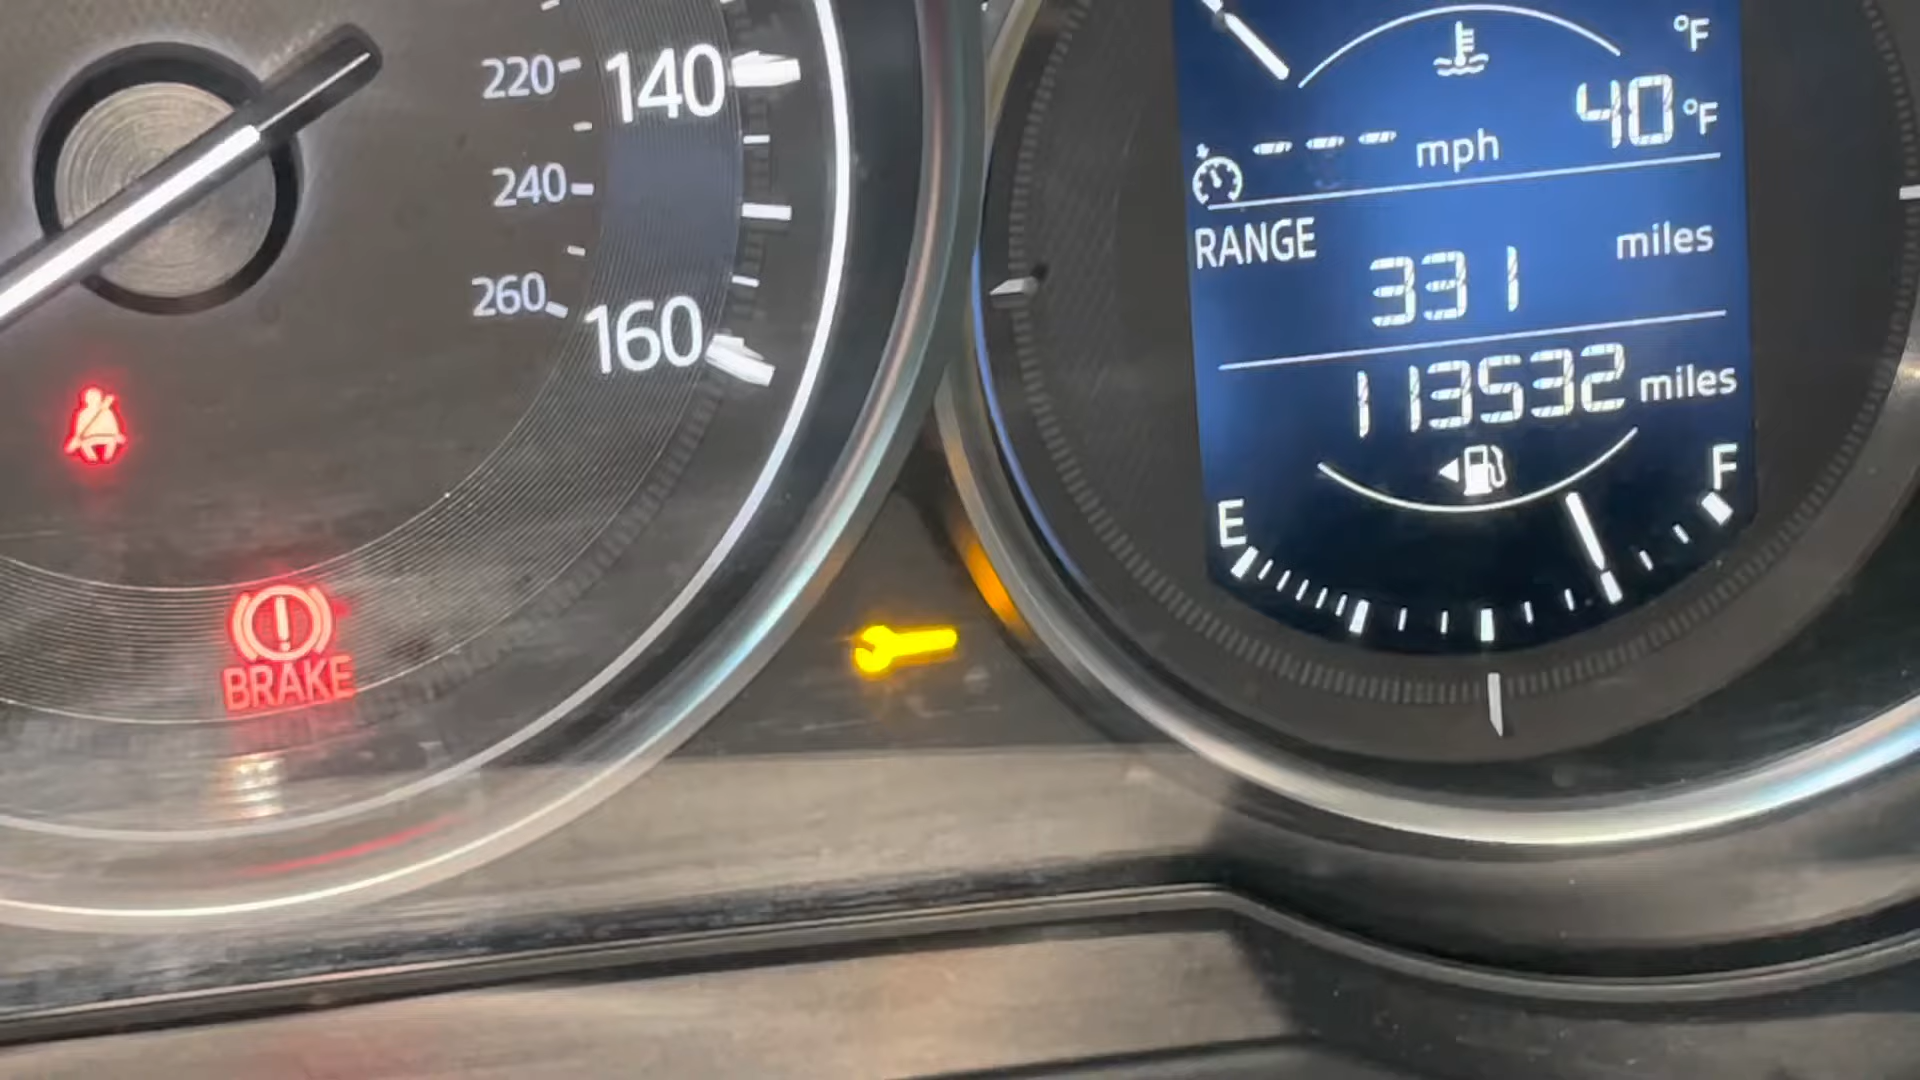 220
140
240
260
160
BRAKE
°F
40 °F
--- mph
RANGE
331 miles
113532 miles
E
F